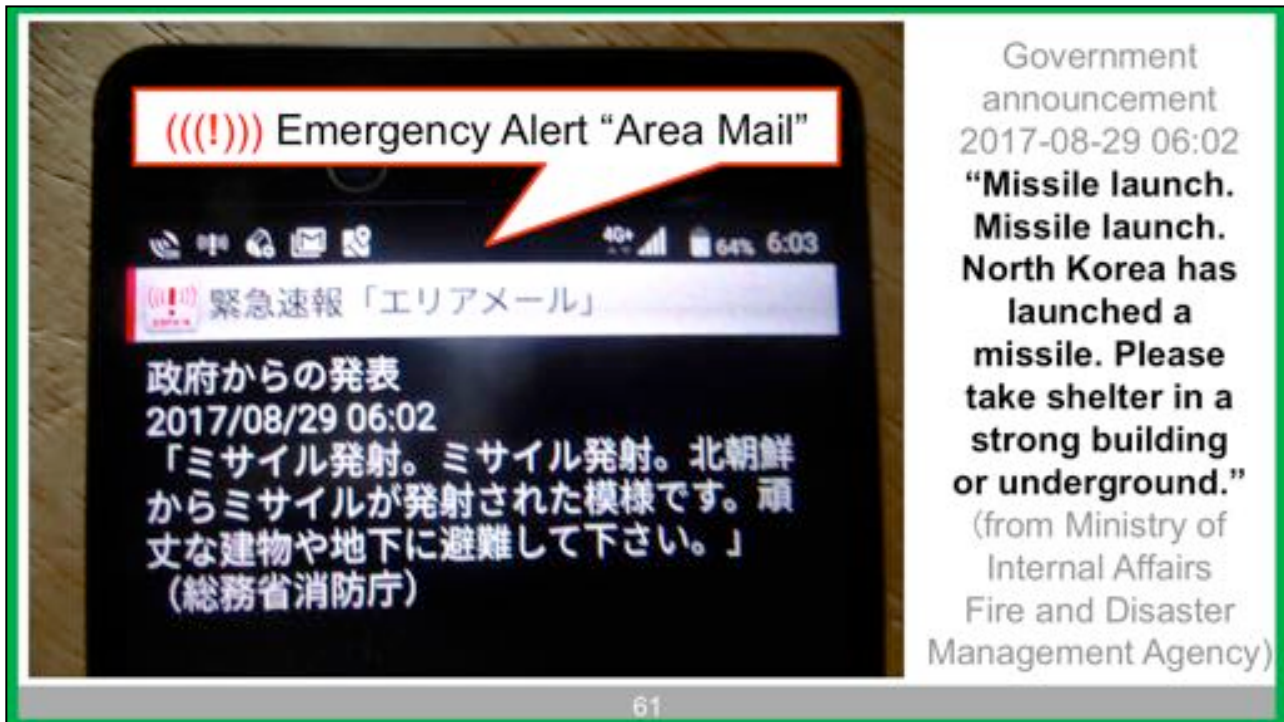 (((!))) Emergency Alert “Area Mail”
4G+
64% 6:03
緊急速報「エリアメール」
政府からの発表
2017/08/29 06:02
「ミサイル発射。ミサイル発射。北朝鮮
からミサイルが発射された模様です。頑
丈な建物や地下に避難して下さい。」
（総務省消防庁）
Government
announcement
2017-08-29 06:02
“Missile launch.
Missile launch.
North Korea has
launched a
missile. Please
take shelter in a
strong building
or underground.”
(from Ministry of
Internal Affairs
Fire and Disaster
Management Agency)
61